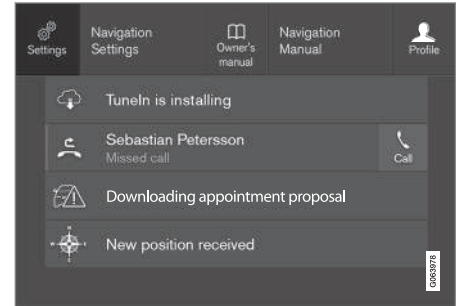 Settings
Navigation
Settings
Owner's
manual
Navigation
Manual
Profile
TuneIn is installing
Sebastian Petersson
Missed call
Call
Downloading appointment proposal
New position received
G063978